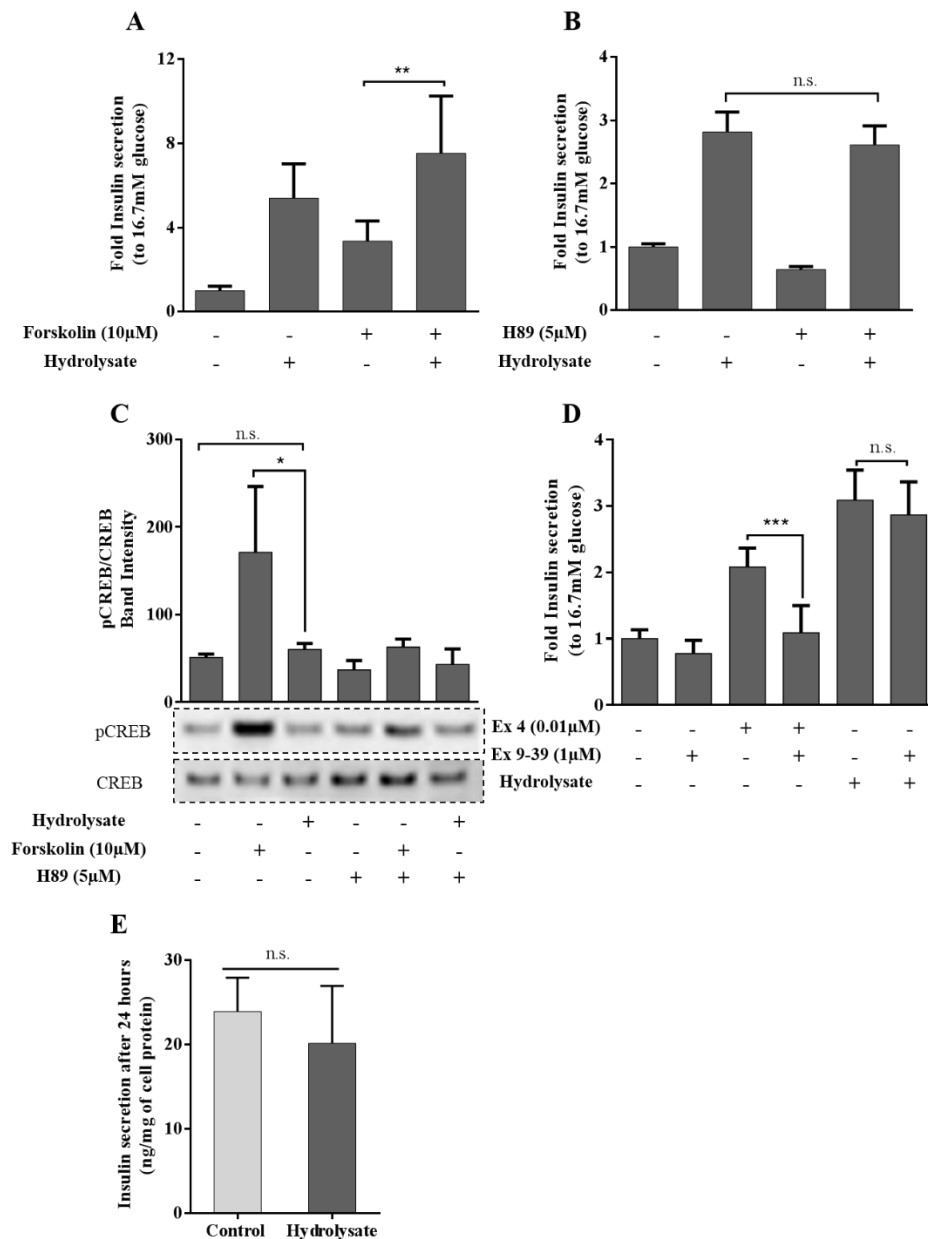 A
Fold Insulin secretion
(to 16.7mM glucose)
12
8
4
0
**
Forskolin (10µM) - - + +
Hydrolysate - + - +
B
Fold Insulin secretion
(to 16.7mM glucose)
4
3
2
1
0
n.s.
H89 (5µM) - - + +
Hydrolysate - + - +
C
pCREB/CREB
Band Intensity
300
200
100
0
n.s.
*
pCREB
CREB
Hydrolysate - - + - - +
Forskolin (10µM) - + - - + -
H89 (5µM) - - - + + +
D
Fold Insulin secretion
(to 16.7mM glucose)
4
3
2
1
0
***
n.s.
Ex 4 (0.01µM) - - + + - -
Ex 9-39 (1µM) - + - + - +
Hydrolysate - - - - + +
E
Insulin secretion after 24 hours
(ng/mg of cell protein)
30
20
10
0
n.s.
Control Hydrolysate